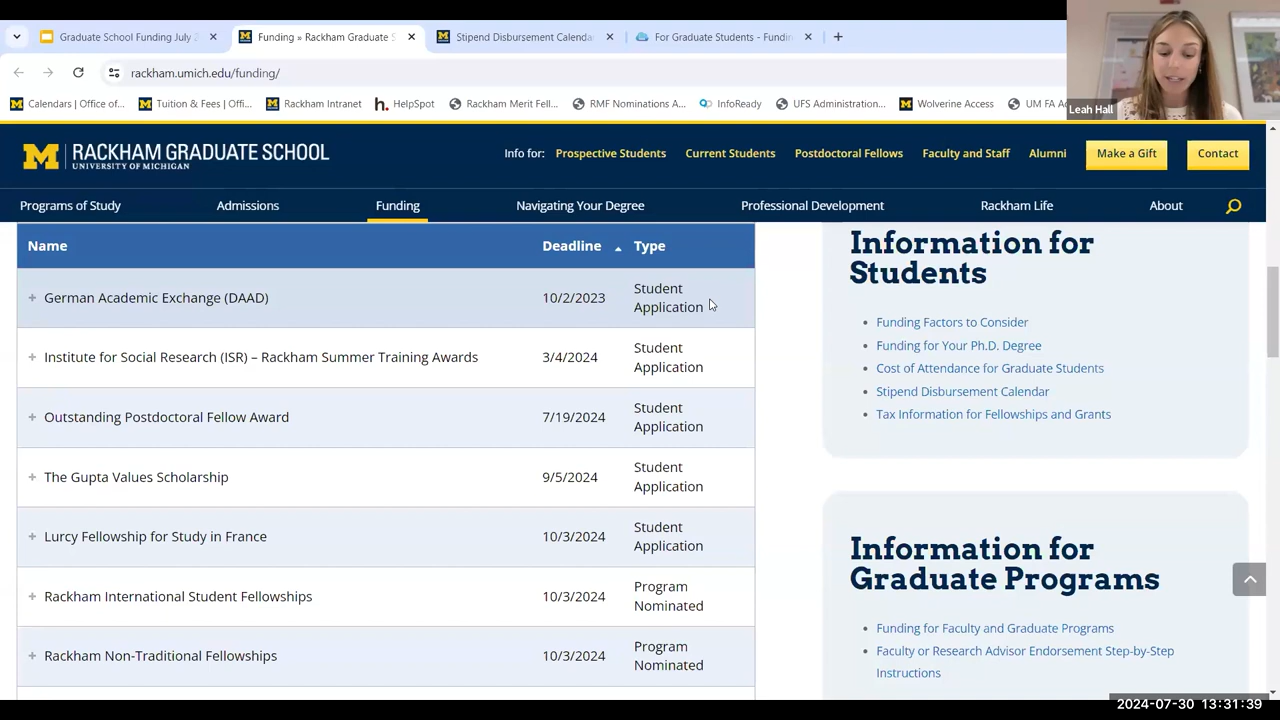 Graduate School Funding July 2
Funding » Rackham Graduate S
Stipend Disbursement Calenda
For Graduate Students - Fundin
rackham.umich.edu/funding/
Calendars | Office of...
Tuition & Fees | Offi...
Rackham Intranet
h. HelpSpot
Rackham Merit Fell...
RMF Nominations A...
InfoReady
UFS Administration...
Wolverine Access
UM FA A
Leah Hall
M RACKHAM GRADUATE SCHOOL
UNIVERSITY OF MICHIGAN
Info for: Prospective Students Current Students Postdoctoral Fellows Faculty and Staff Alumni Make a Gift Contact
Programs of Study Admissions Funding Navigating Your Degree Professional Development Rackham Life About
Name Deadline Type
German Academic Exchange (DAAD) 10/2/2023 Student
Application
Institute for Social Research (ISR) – Rackham Summer Training Awards 3/4/2024 Student
Application
Outstanding Postdoctoral Fellow Award 7/19/2024 Student
Application
The Gupta Values Scholarship 9/5/2024 Student
Application
Lurcy Fellowship for Study in France 10/3/2024 Student
Application
Rackham International Student Fellowships 10/3/2024 Program
Nominated
Rackham Non-Traditional Fellowships 10/3/2024 Program
Nominated
Information for
Students
Funding Factors to Consider
Funding for Your Ph.D. Degree
Cost of Attendance for Graduate Students
Stipend Disbursement Calendar
Tax Information for Fellowships and Grants
Information for
Graduate Programs
Funding for Faculty and Graduate Programs
Faculty or Research Advisor Endorsement Step-by-Step
Instructions
2024-07-30 13:31:39